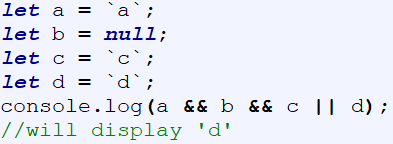 let a = `a`;
let b = null;
let c = `c`;
let d = `d`;
console.log(a && b && c || d);
//will display 'd'